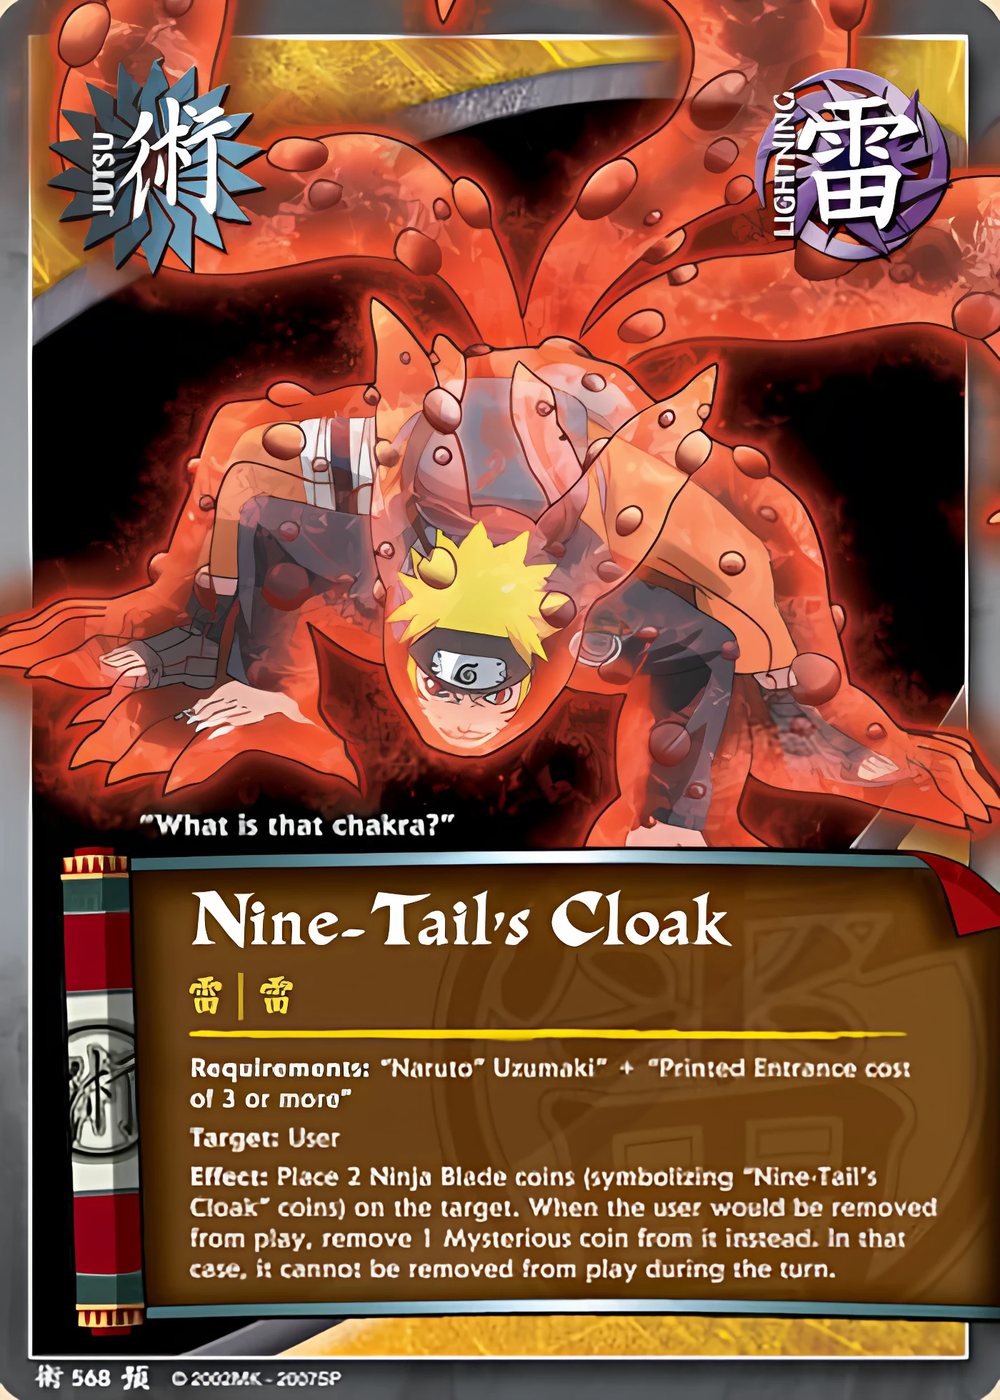 JUTSU
術
LIGHTNING
雷
"What is that chakra?"
Nine-Tail's Cloak
雷 | 雷
Requirements: "Naruto" Uzumaki" + "Printed Entrance cost
of 3 or more"
Target: User
Effect: Place 2 Ninja Blade coins (symbolizing "Nine-Tail's
Cloak" coins) on the target. When the user would be removed
from play, remove 1 Mysterious coin from it instead. In that
case, it cannot be removed from play during the turn.
術
術 568 © 2002MK - 2007SP